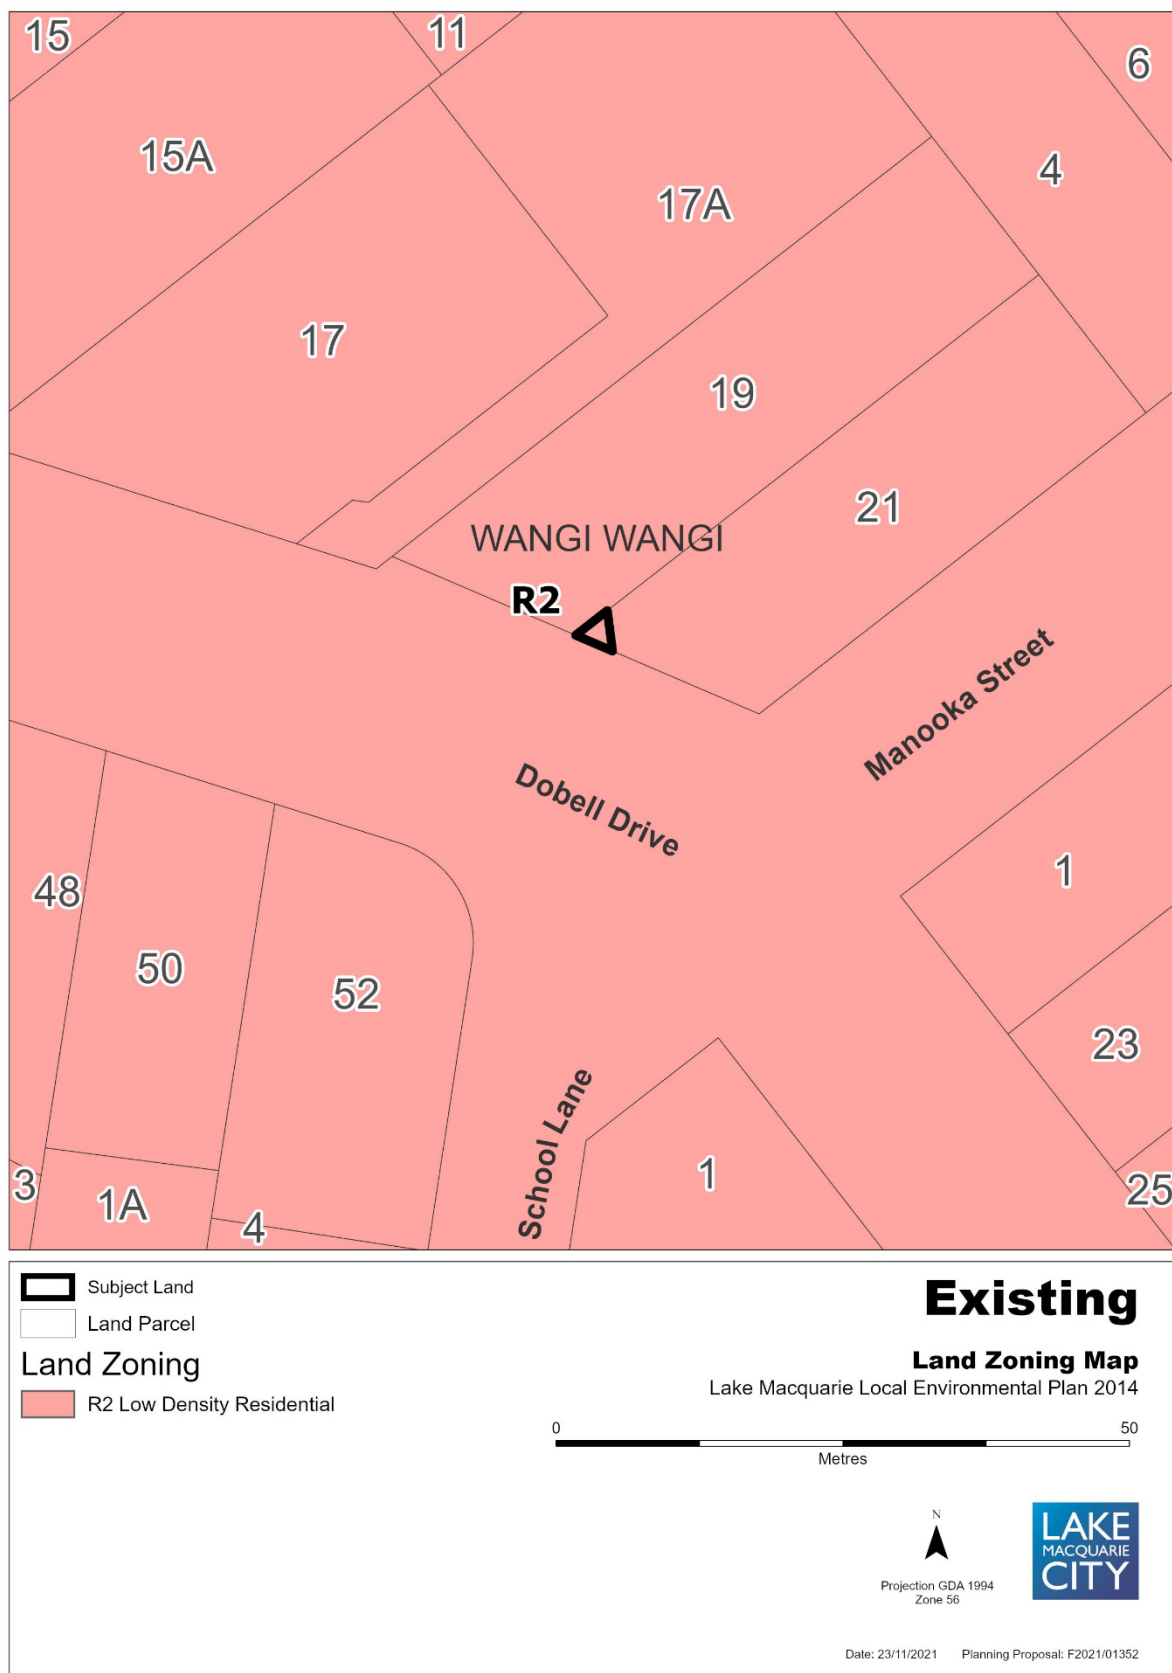 15
11
6
15A
4
17A
17
19
21
WANGI WANGI
R2
Manooka Street
Dobell Drive
48
1
50
52
23
School Lane
1
3
1A
4
25
Subject Land
Land Parcel
Land Zoning
R2 Low Density Residential
Existing
Land Zoning Map
Lake Macquarie Local Environmental Plan 2014
0 50
Metres
N
Projection GDA 1994
Zone 56
LAKE
MACQUARIE
CITY
Date: 23/11/2021 Planning Proposal: F2021/01352